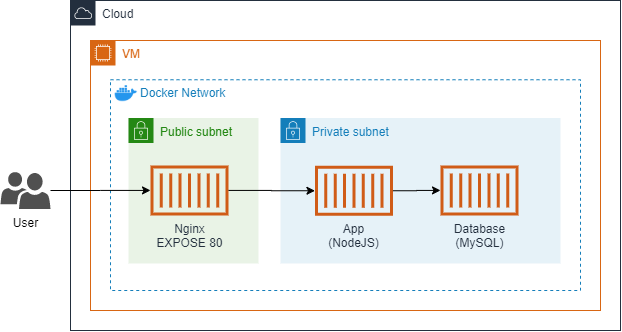 Cloud
VM
Docker Network
Public subnet
Private subnet
User
Nginx
EXPOSE 80
App
(NodeJS)
Database
(MySQL)